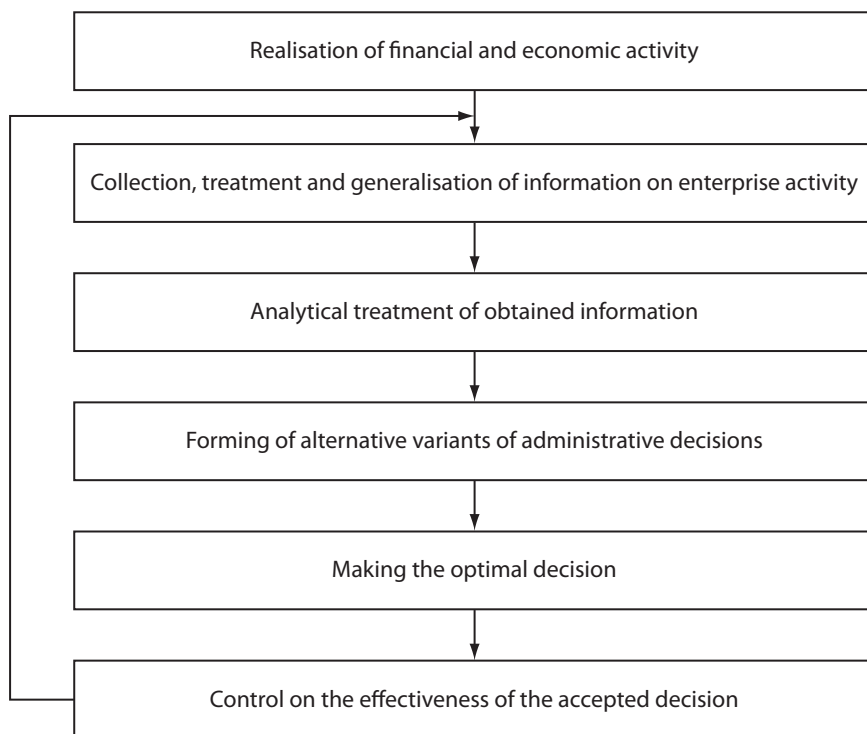 Realisation of financial and economic activity
Collection, treatment and generalisation of information on enterprise activity
Analytical treatment of obtained information
Forming of alternative variants of administrative decisions
Making the optimal decision
Control on the effectiveness of the accepted decision